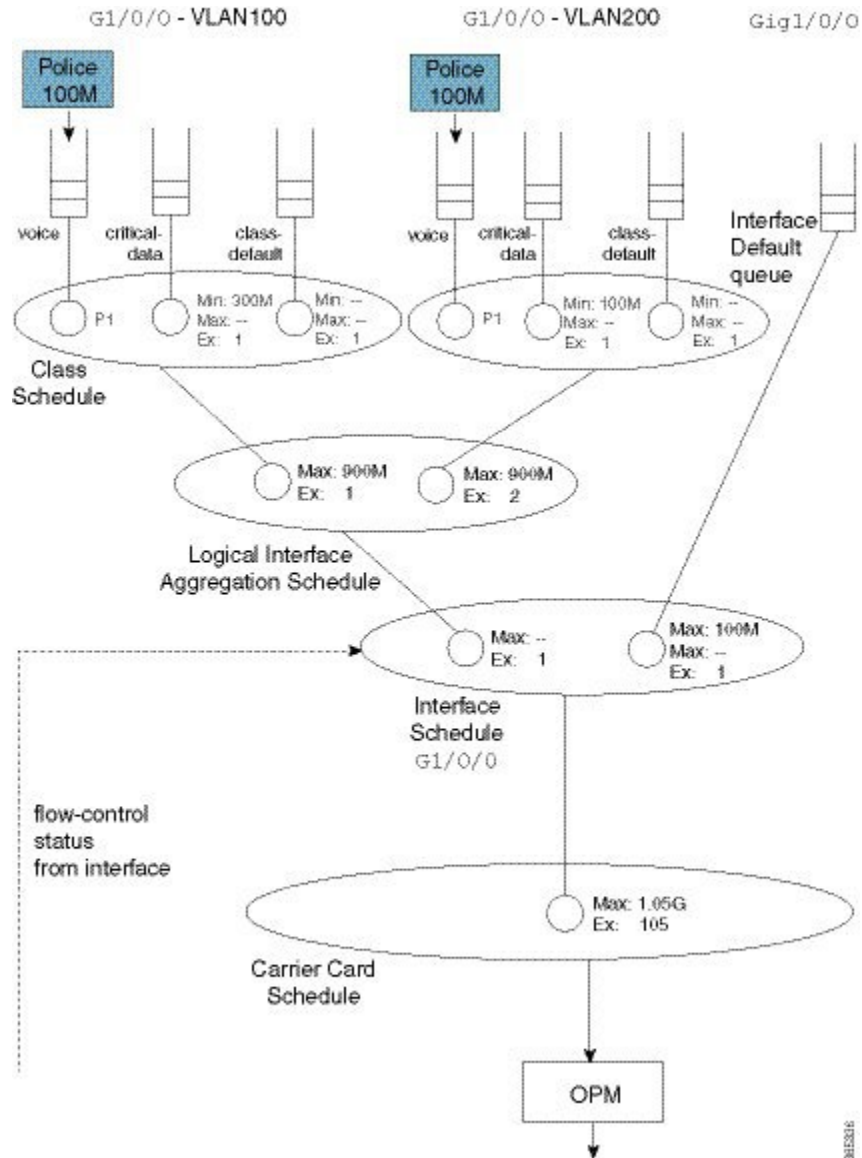 G1/0/0 - VLAN100
G1/0/0 - VLAN200
Gig1/0/0
Police
100M
Police
100M
voice
critical-
data
class-
default
voice
critical-
data
class-
default
Interface
Default
queue
P1
Min: 300M
Max: --
Ex: 1
Min: --
Max: --
Ex: 1
P1
Min: 100M
Max: --
Ex: 1
Min: --
Max: --
Ex: 1
Class
Schedule
Max: 900M
Ex: 1
Max: 900M
Ex: 2
Logical Interface
Aggregation Schedule
Max: --
Ex: 1
Max: 100M
Max: --
Ex: 1
Interface
Schedule
G1/0/0
flow-control
status
from interface
Max: 1.05G
Ex: 105
Carrier Card
Schedule
OPM